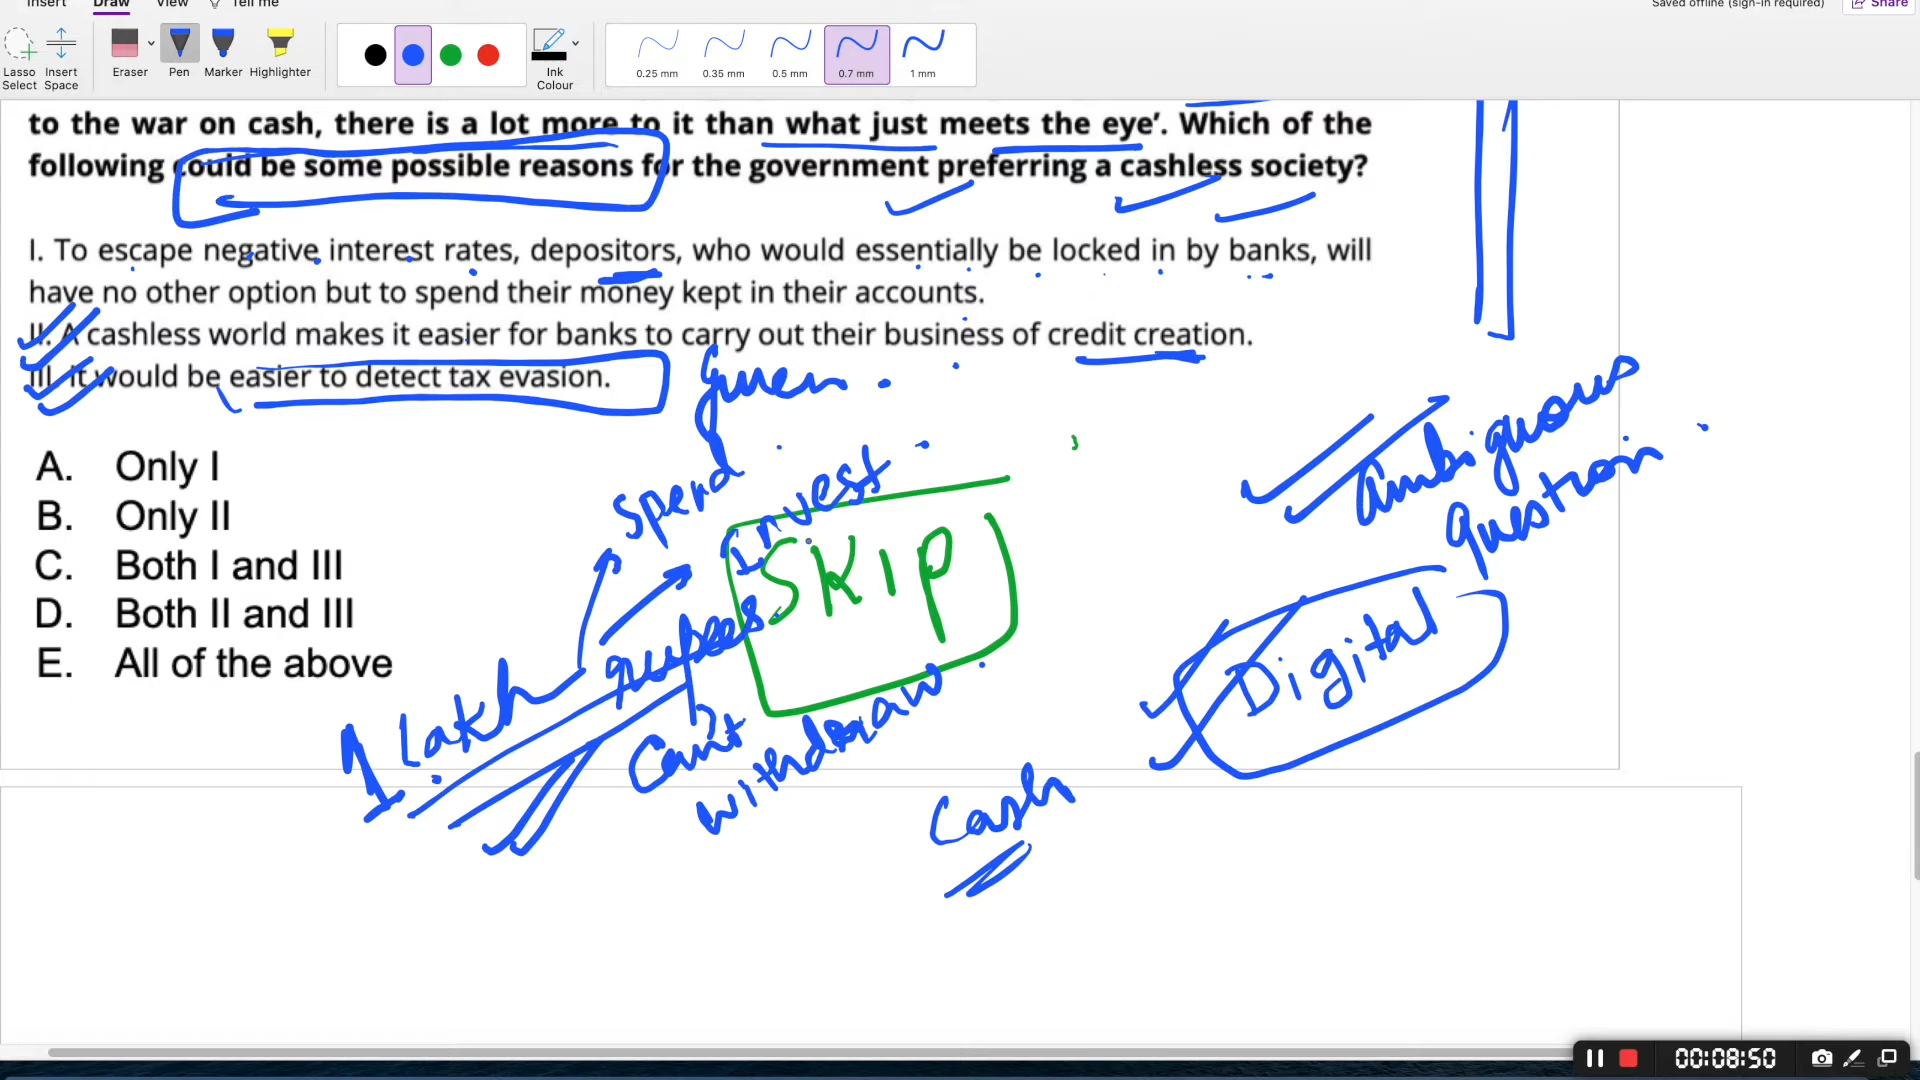 Insert Draw View Tell me Saved offline (sign-in required) Share
Lasso Select Insert Space Eraser Pen Marker Highlighter Ink Colour 0.25 mm 0.35 mm 0.5 mm 0.7 mm 1 mm
to the war on cash, there is a lot more to it than what just meets the eye’. Which of the
following could be some possible reasons for the government preferring a cashless society?
I. To escape negative interest rates, depositors, who would essentially be locked in by banks, will
have no other option but to spend their money kept in their accounts.
II. A cashless world makes it easier for banks to carry out their business of credit creation.
III. It would be easier to detect tax evasion.
A. Only I
B. Only II
C. Both I and III
D. Both II and III
E. All of the above
spend
invest
SKIP
1 lakh rupees
can't
withdraw
cash
ambiguous
question
Digital
00:08:50